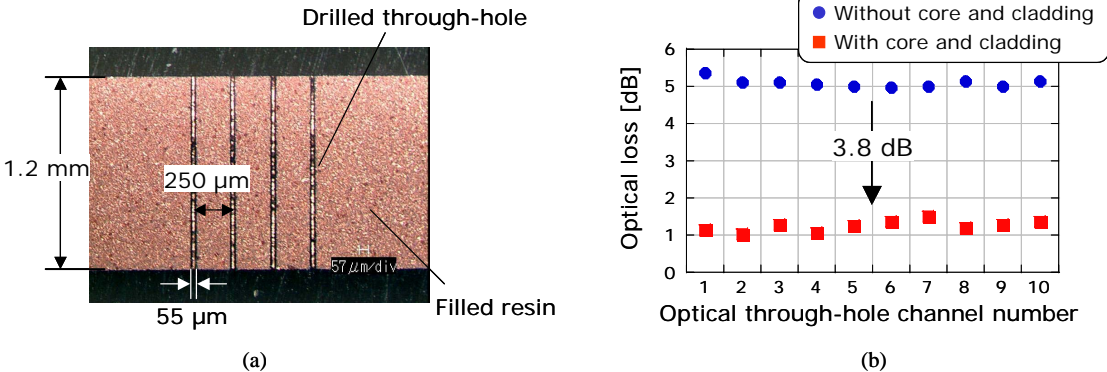 Drilled through-hole
1.2 mm
250 µm
57µm/div
55 µm
Filled resin
(a)
Without core and cladding
With core and cladding
Optical loss [dB]
6
5
4
3
2
1
0
3.8 dB
1 2 3 4 5 6 7 8 9 10
Optical through-hole channel number
(b)